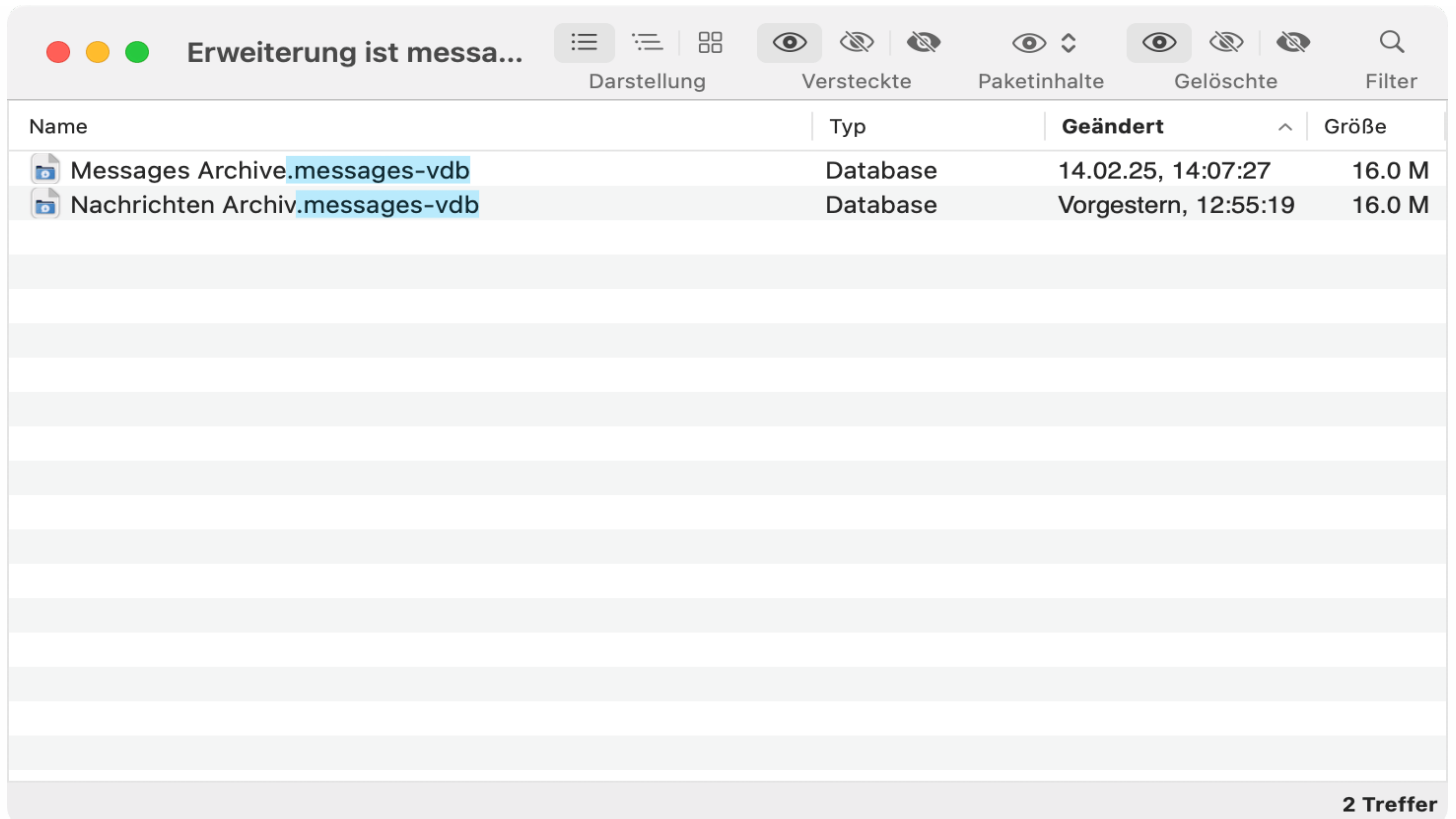 Erweiterung ist messa...
Darstellung Versteckte Paketinhalte Gelöschte Filter
Name Typ Geändert Größe
Messages Archive.messages-vdb Database 14.02.25, 14:07:27 16.0 M
Nachrichten Archiv.messages-vdb Database Vorgestern, 12:55:19 16.0 M
2 Treffer